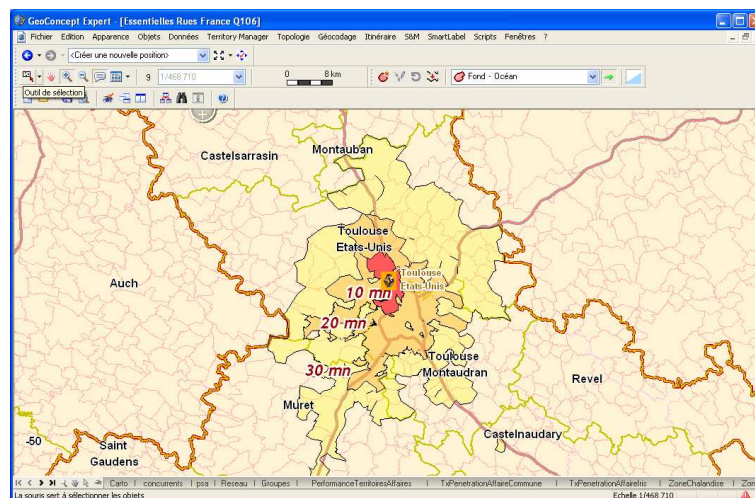 GeoConcept Expert - [Essentielles Rues France Q106]
Fichier Edition Apparence Objets Données Territory Manager Topologie Géocodage Itinéraire S&M SmartLabel Scripts Fenêtres ?
<Créer une nouvelle position>
9 1/468 710 0 8 km Fond - Océan
Outil de sélection
Castelsarrasin
Montauban
Toulouse
Etats-Unis
Toulouse
Etats-Unis
Auch
10 mn
20 mn
30 mn
Toulouse
Montaudran
Revel
Muret
Castelnaudary
-50
Saint
Gaudens
Carto concurrents psa Reseau Groupes PerformanceTerritoiresAffaires TxPenetrationAffaireCommune TxPenetrationAffaireIris ZoneChalandise Zon
La souris sert à sélectionner les objets Echelle 1/468 710